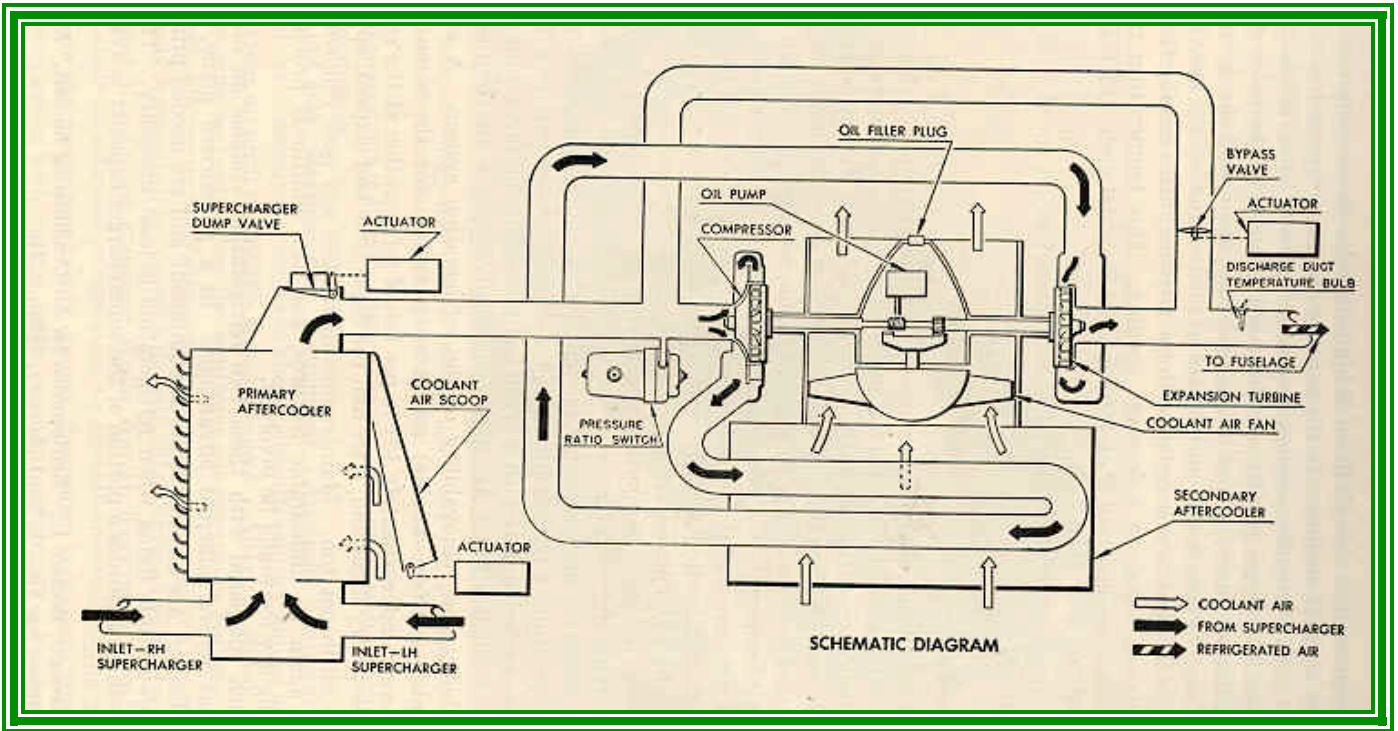 OIL FILLER PLUG
BYPASS
VALVE
OIL PUMP
SUPERCHARGER
DUMP VALVE
ACTUATOR
ACTUATOR
COMPRESSOR
DISCHARGE DUCT
TEMPERATURE BULB
TO FUSELAGE
PRIMARY
AFTERCOOLER
COOLANT
AIR SCOOP
EXPANSION TURBINE
PRESSURE
RATIO SWITCH
COOLANT AIR FAN
SECONDARY
AFTERCOOLER
ACTUATOR
COOLANT AIR
FROM SUPERCHARGER
REFRIGERATED AIR
SCHEMATIC DIAGRAM
INLET—RH
SUPERCHARGER
INLET—LH
SUPERCHARGER